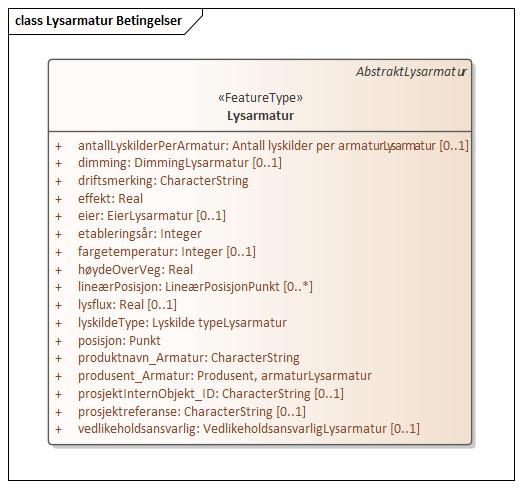 class Lysarmatur Betingelser
AbstraktLysarmatur
«FeatureType»
Lysarmatur
+ antallLyskilderPerArmatur: Antall lyskilder per armaturLysarmatur [0..1]
+ dimming: DimmingLysarmatur [0..1]
+ driftsmerking: CharacterString
+ effekt: Real
+ eier: EierLysarmatur [0..1]
+ etableringsår: Integer
+ fargetemperatur: Integer [0..1]
+ høydeOverVeg: Real
+ lineærPosisjon: LineærPosisjonPunkt [0..*]
+ lysflux: Real [0..1]
+ lyskildeType: Lyskilde typeLysarmatur
+ posisjon: Punkt
+ produktnavn_Armatur: CharacterString
+ produsent_Armatur: Produsent, armaturLysarmatur
+ prosjektInternObjekt_ID: CharacterString [0..1]
+ prosjektreferanse: CharacterString [0..1]
+ vedlikeholdsansvarlig: VedlikeholdsansvarligLysarmatur [0..1]